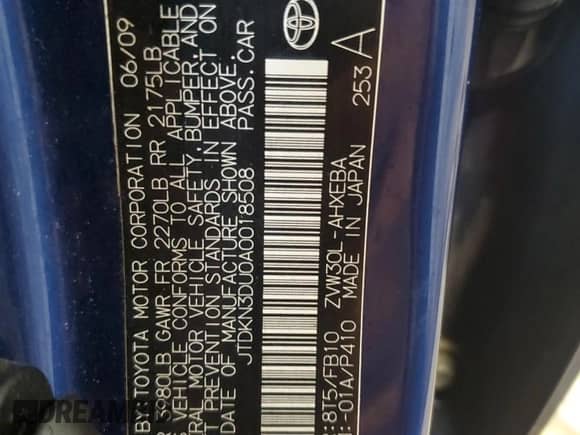 TOYOTA MOTOR CORPORATION 06/09
3980LB GAWR FR 2270LB RR 2175LB
VEHICLE CONFORMS TO ALL APPLICABLE
MOTOR VEHICLE SAFETY, BUMPER, AND
PREVENTION STANDARDS IN EFFECT ON
DATE OF MANUFACTURE SHOWN ABOVE.
JTDKN3DU0A0018508 PASS. CAR
:8T5/FB10 ZVW30L-AHXEBA
:-01A/P410 MADE IN JAPAN 253 A